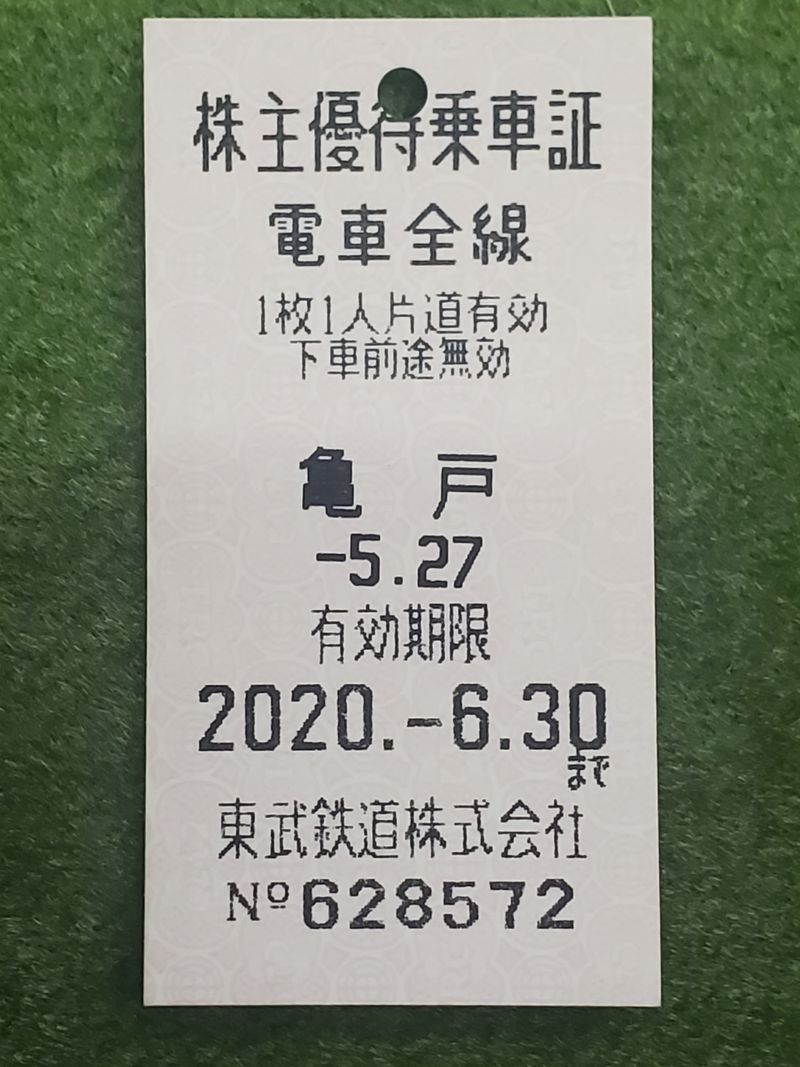 株主優待乗車証
電車全線
1枚1人片道有効
下車前途無効
亀戸
-5.27
有効期限
2020.-6.30
まで
東武鉄道株式会社
Nº628572